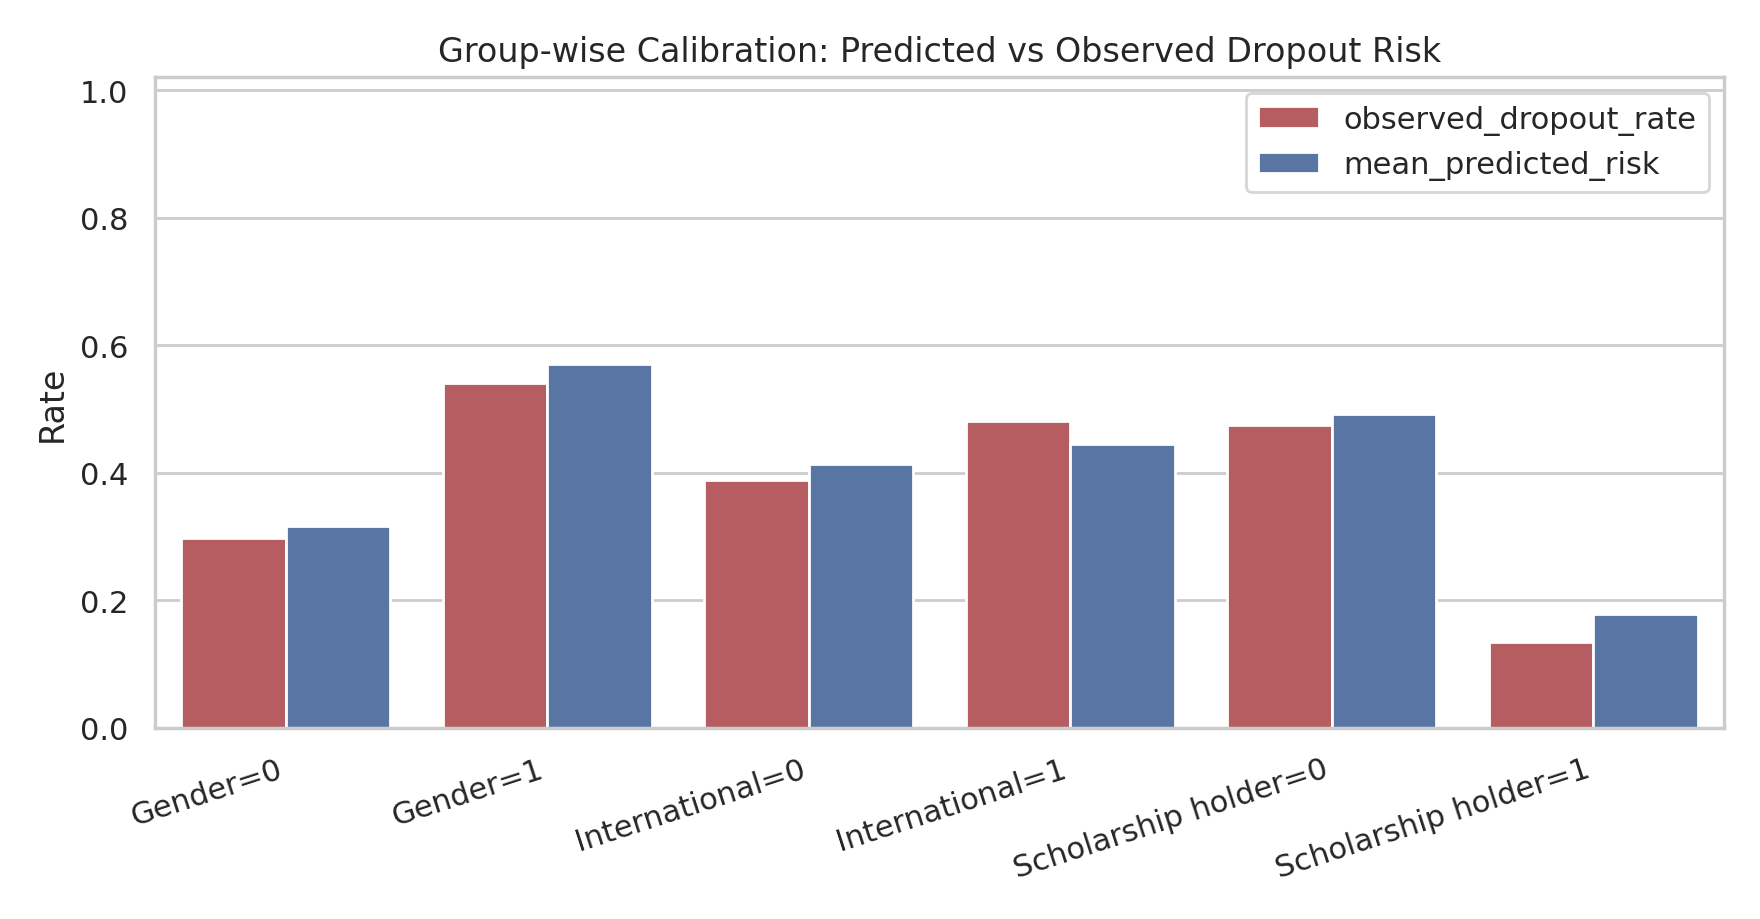 Group-wise Calibration: Predicted vs Observed Dropout Risk
observed_dropout_rate
mean_predicted_risk
Rate
1.0
0.8
0.6
0.4
0.2
0.0
Gender=0
Gender=1
International=0
International=1
Scholarship holder=0
Scholarship holder=1